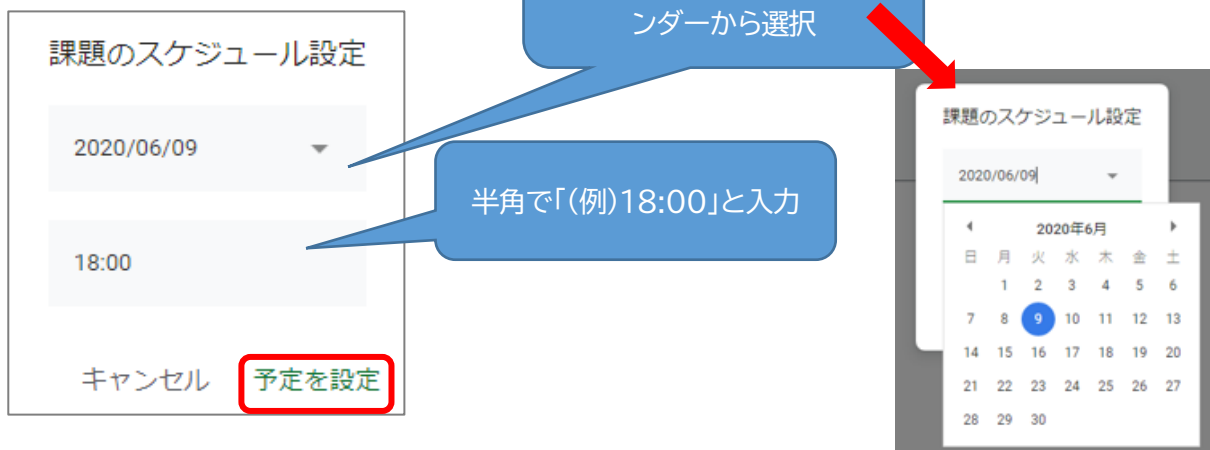 ンダーから選択
課題のスケジュール設定
2020/06/09
半角で「(例)18:00」と入力
18:00
キャンセル 予定を設定
課題のスケジュール設定
2020/06/09
2020年6月
日 月 火 水 木 金 土
1 2 3 4 5 6
7 8 9 10 11 12 13
14 15 16 17 18 19 20
21 22 23 24 25 26 27
28 29 30